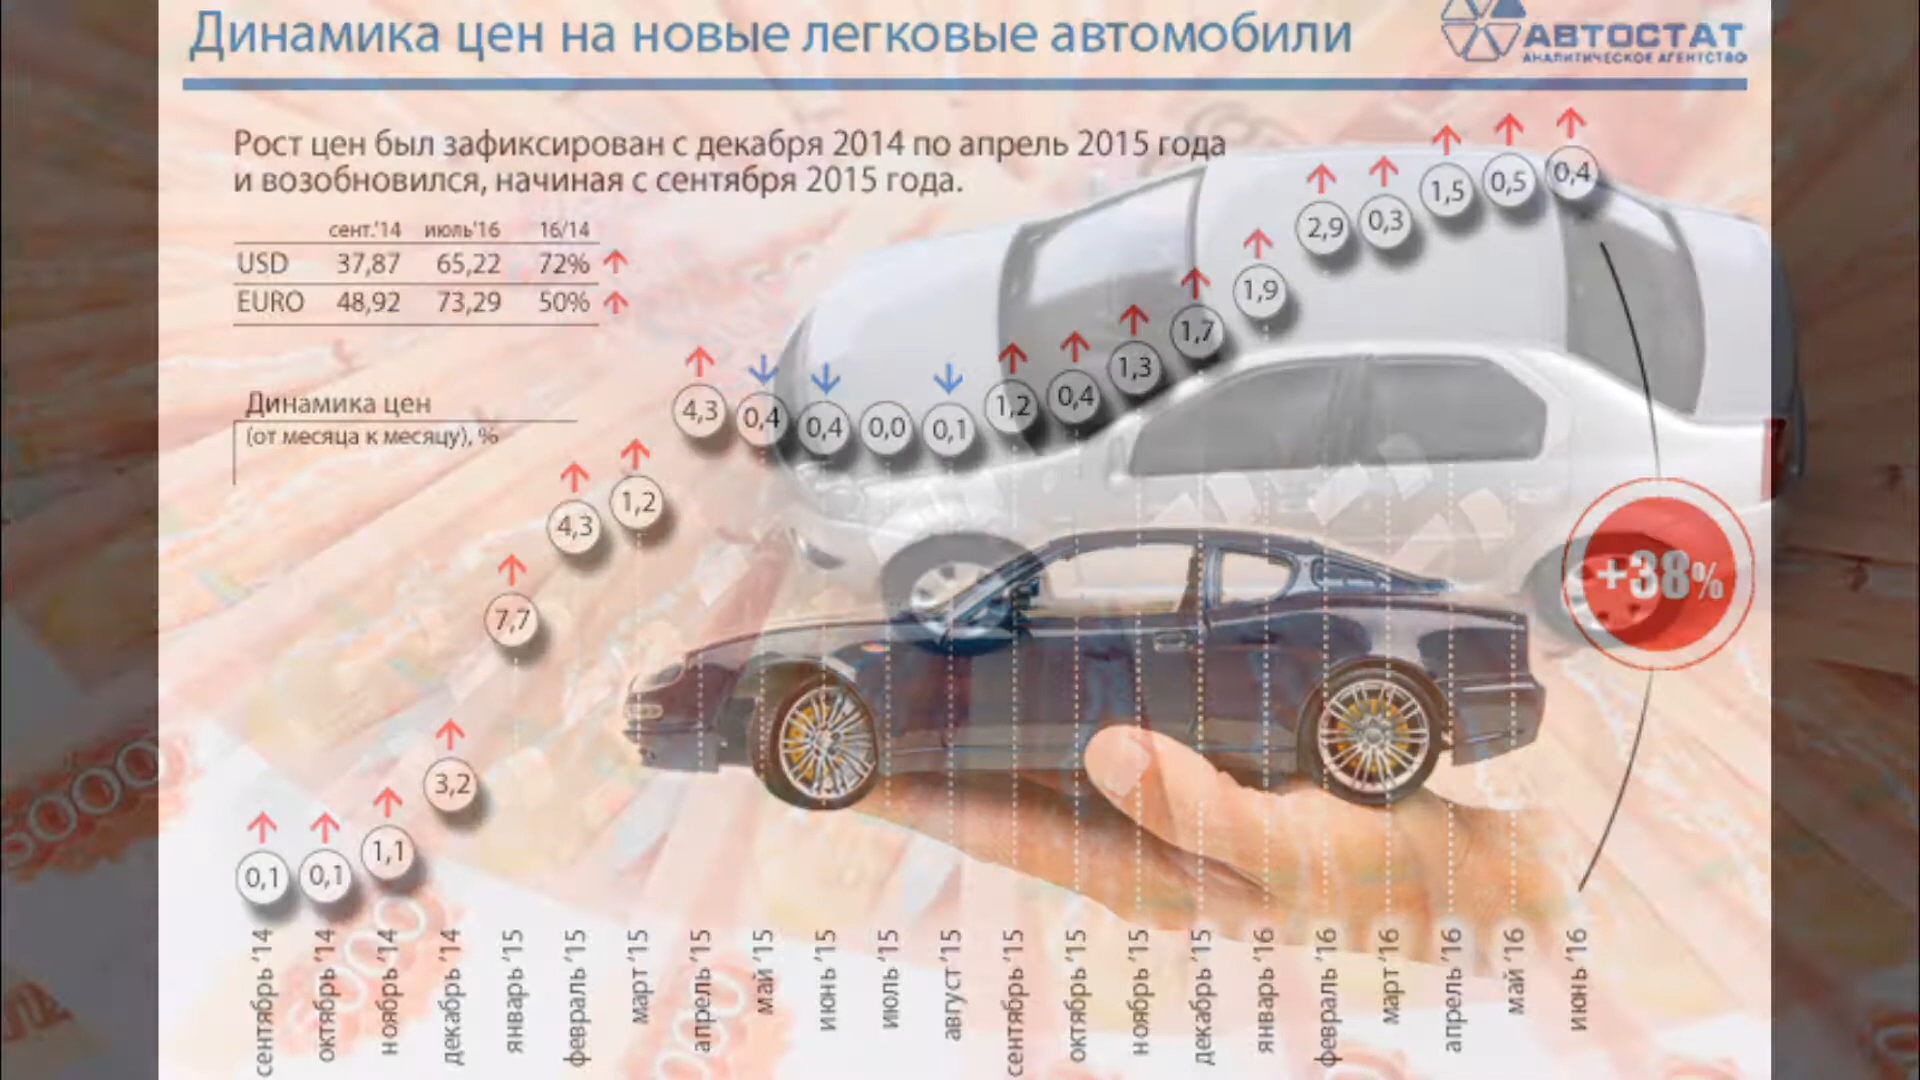 Динамика цен на новые легковые автомобили
АВТОСТАТ
АНАЛИТИЧЕСКОЕ АГЕНТСТВО
Рост цен был зафиксирован с декабря 2014 по апрель 2015 года
и возобновился, начиная с сентября 2015 года.
сент.'14 июль'16 16/14
USD 37,87 65,22 72%
EURO 48,92 73,29 50%
Динамика цен
(от месяца к месяцу), %
0,1
0,1
1,1
3,2
7,7
4,3
1,2
4,3
0,4
0,4
0,0
0,1
1,2
0,4
1,3
1,7
1,9
2,9
0,3
1,5
0,5
0,4
+38%
5000
5000
сентябрь '14
октябрь '14
ноябрь '14
декабрь '14
январь '15
февраль '15
март '15
апрель '15
май '15
июнь '15
июль '15
август '15
сентябрь '15
октябрь '15
ноябрь '15
декабрь '15
январь '16
февраль '16
март '16
апрель '16
май '16
июнь '16